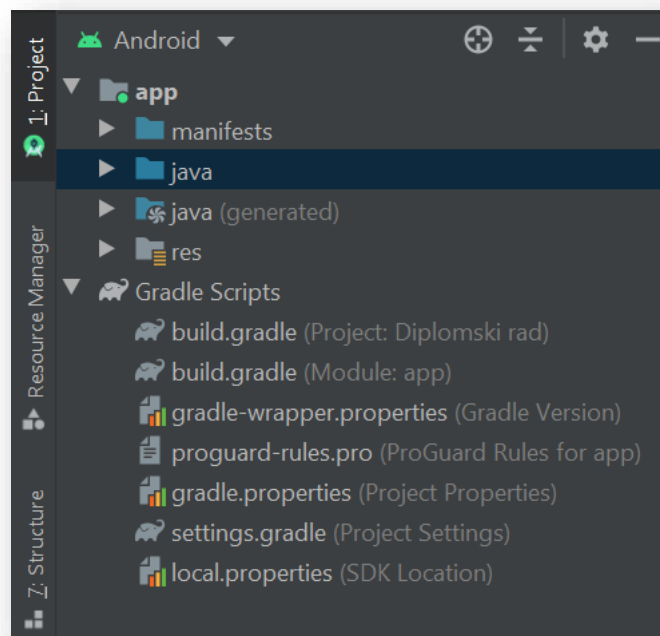 1: Project
Resource Manager
7: Structure
Android
app
manifests
java
java (generated)
res
Gradle Scripts
build.gradle (Project: Diplomski rad)
build.gradle (Module: app)
gradle-wrapper.properties (Gradle Version)
proguard-rules.pro (ProGuard Rules for app)
gradle.properties (Project Properties)
settings.gradle (Project Settings)
local.properties (SDK Location)